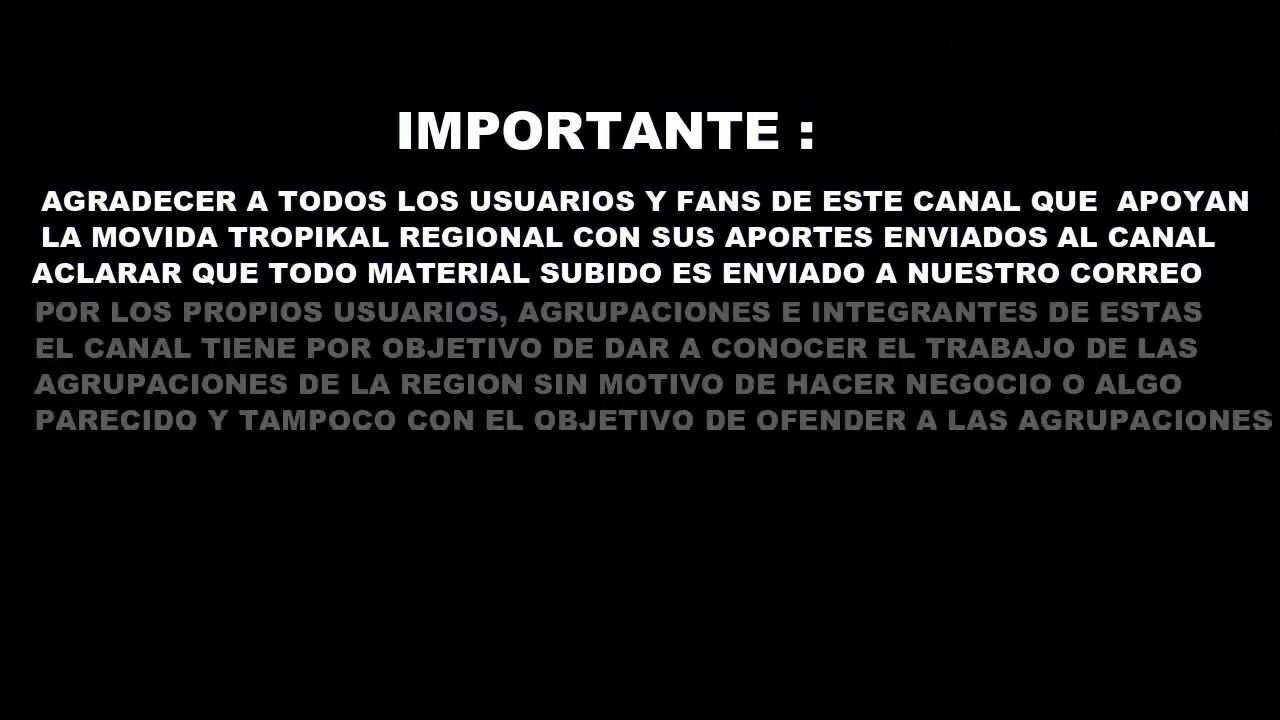 IMPORTANTE :
AGRADECER A TODOS LOS USUARIOS Y FANS DE ESTE CANAL QUE  APOYAN
LA MOVIDA TROPIKAL REGIONAL CON SUS APORTES ENVIADOS AL CANAL
ACLARAR QUE TODO MATERIAL SUBIDO ES ENVIADO A NUESTRO CORREO
POR LOS PROPIOS USUARIOS, AGRUPACIONES E INTEGRANTES DE ESTAS
EL CANAL TIENE POR OBJETIVO DE DAR A CONOCER EL TRABAJO DE LAS
AGRUPACIONES DE LA REGION SIN MOTIVO DE HACER NEGOCIO O ALGO
PARECIDO Y TAMPOCO CON EL OBJETIVO DE OFENDER A LAS AGRUPACIONES